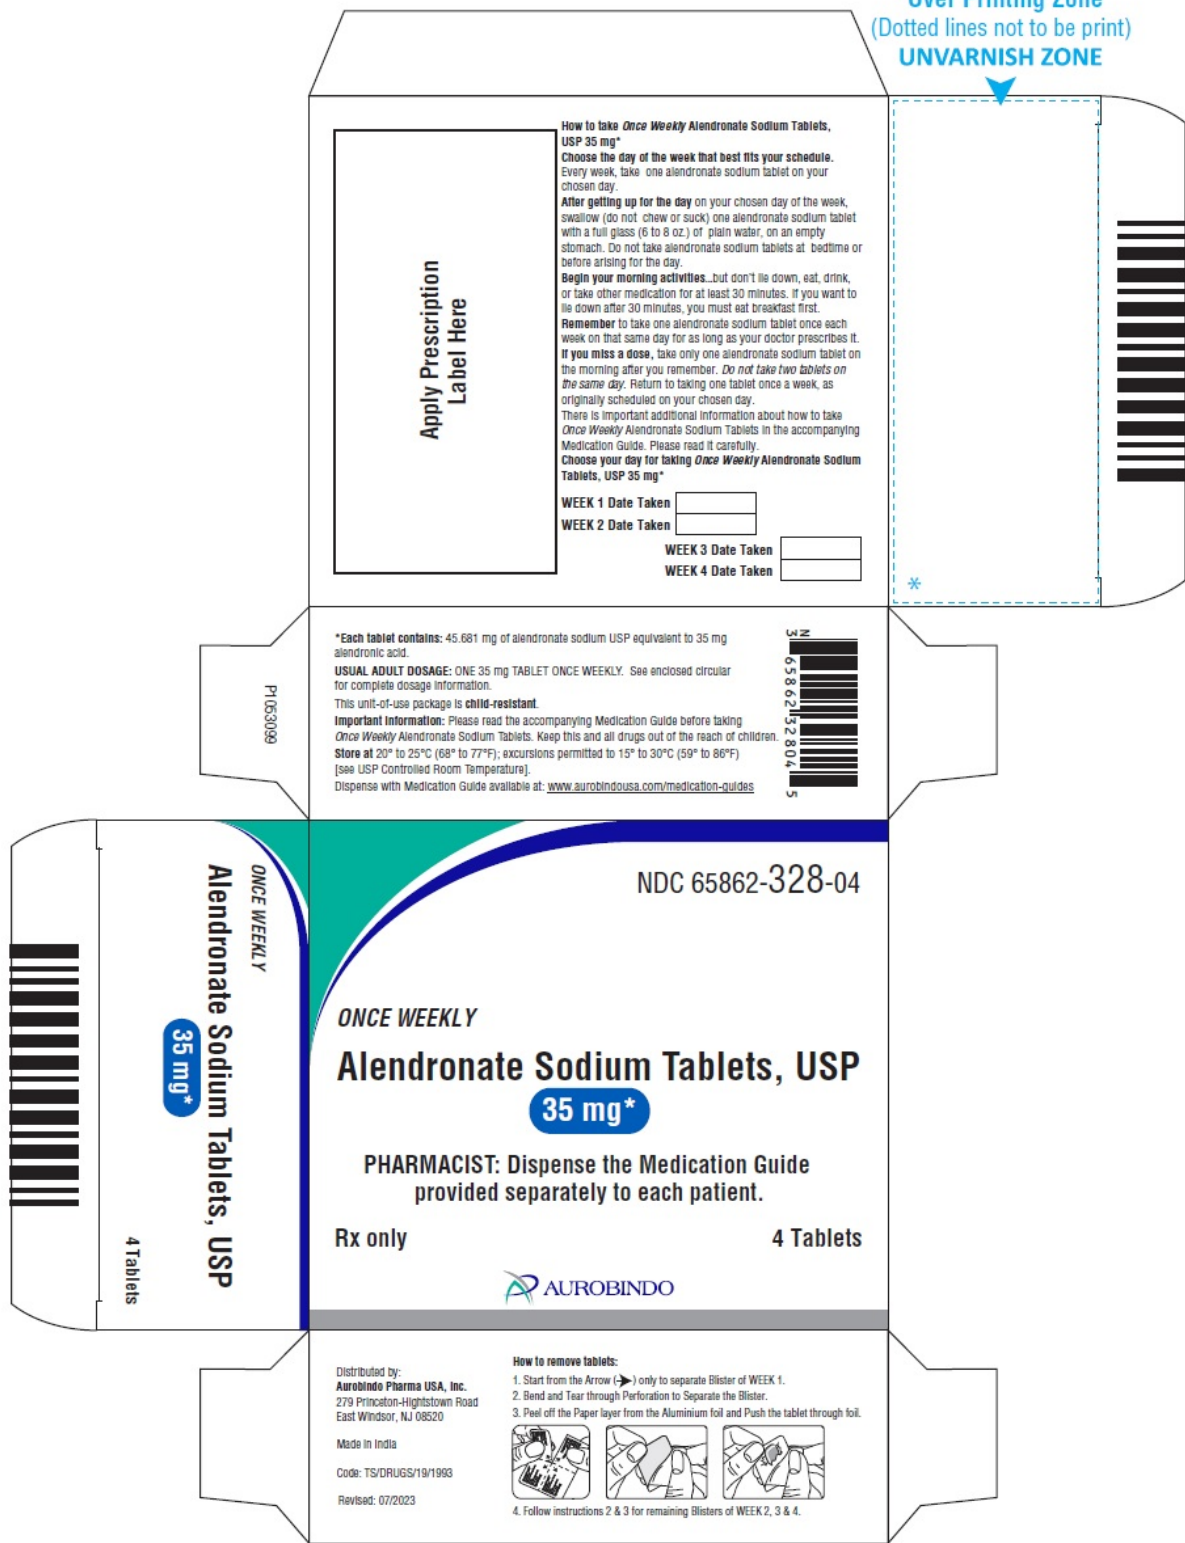 Over Printing Zone
(Dotted lines not to be print)
UNVARNISH ZONE
Apply Prescription
Label Here
How to take Once Weekly Alendronate Sodium Tablets,
USP 35 mg*
Choose the day of the week that best fits your schedule.
Every week, take one alendronate sodium tablet on your
chosen day.
After getting up for the day on your chosen day of the week,
swallow (do not chew or suck) one alendronate sodium tablet
with a full glass (6 to 8 oz.) of plain water, on an empty
stomach. Do not take alendronate sodium tablets at bedtime or
before arising for the day.
Begin your morning activities...but don't lie down, eat, drink,
or take other medication for at least 30 minutes. If you want to
lie down after 30 minutes, you must eat breakfast first.
Remember to take one alendronate sodium tablet once each
week on that same day for as long as your doctor prescribes it.
If you miss a dose, take only one alendronate sodium tablet on
the morning after you remember. Do not take two tablets on
the same day. Return to taking one tablet once a week, as
originally scheduled on your chosen day.
There is important additional information about how to take
Once Weekly Alendronate Sodium Tablets in the accompanying
Medication Guide. Please read it carefully.
Choose your day for taking Once Weekly Alendronate Sodium
Tablets, USP 35 mg*
WEEK 1 Date Taken
WEEK 2 Date Taken
WEEK 3 Date Taken
WEEK 4 Date Taken
*
P1053099
*Each tablet contains: 45.681 mg of alendronate sodium USP equivalent to 35 mg
alendronic acid.
USUAL ADULT DOSAGE: ONE 35 mg TABLET ONCE WEEKLY. See enclosed circular
for complete dosage information.
This unit-of-use package is child-resistant.
Important Information: Please read the accompanying Medication Guide before taking
Once Weekly Alendronate Sodium Tablets. Keep this and all drugs out of the reach of children.
Store at 20° to 25°C (68° to 77°F); excursions permitted to 15° to 30°C (59° to 86°F)
[see USP Controlled Room Temperature].
Dispense with Medication Guide available at: www.aurobindousa.com/medication-guides
N
3 65862 32804 5
ONCE WEEKLY
Alendronate Sodium Tablets, USP
35 mg*
4 Tablets
NDC 65862-328-04
ONCE WEEKLY
Alendronate Sodium Tablets, USP
35 mg*
PHARMACIST: Dispense the Medication Guide
provided separately to each patient.
Rx only
4 Tablets
AUROBINDO
Distributed by:
Aurobindo Pharma USA, Inc.
279 Princeton-Hightstown Road
East Windsor, NJ 08520
Made in India
Code: TS/DRUGS/19/1993
Revised: 07/2023
How to remove tablets:
1. Start from the Arrow (➔) only to separate Blister of WEEK 1.
2. Bend and Tear through Perforation to Separate the Blister.
3. Peel off the Paper layer from the Aluminium foil and Push the tablet through foil.
4. Follow instructions 2 & 3 for remaining Blisters of WEEK 2, 3 & 4.